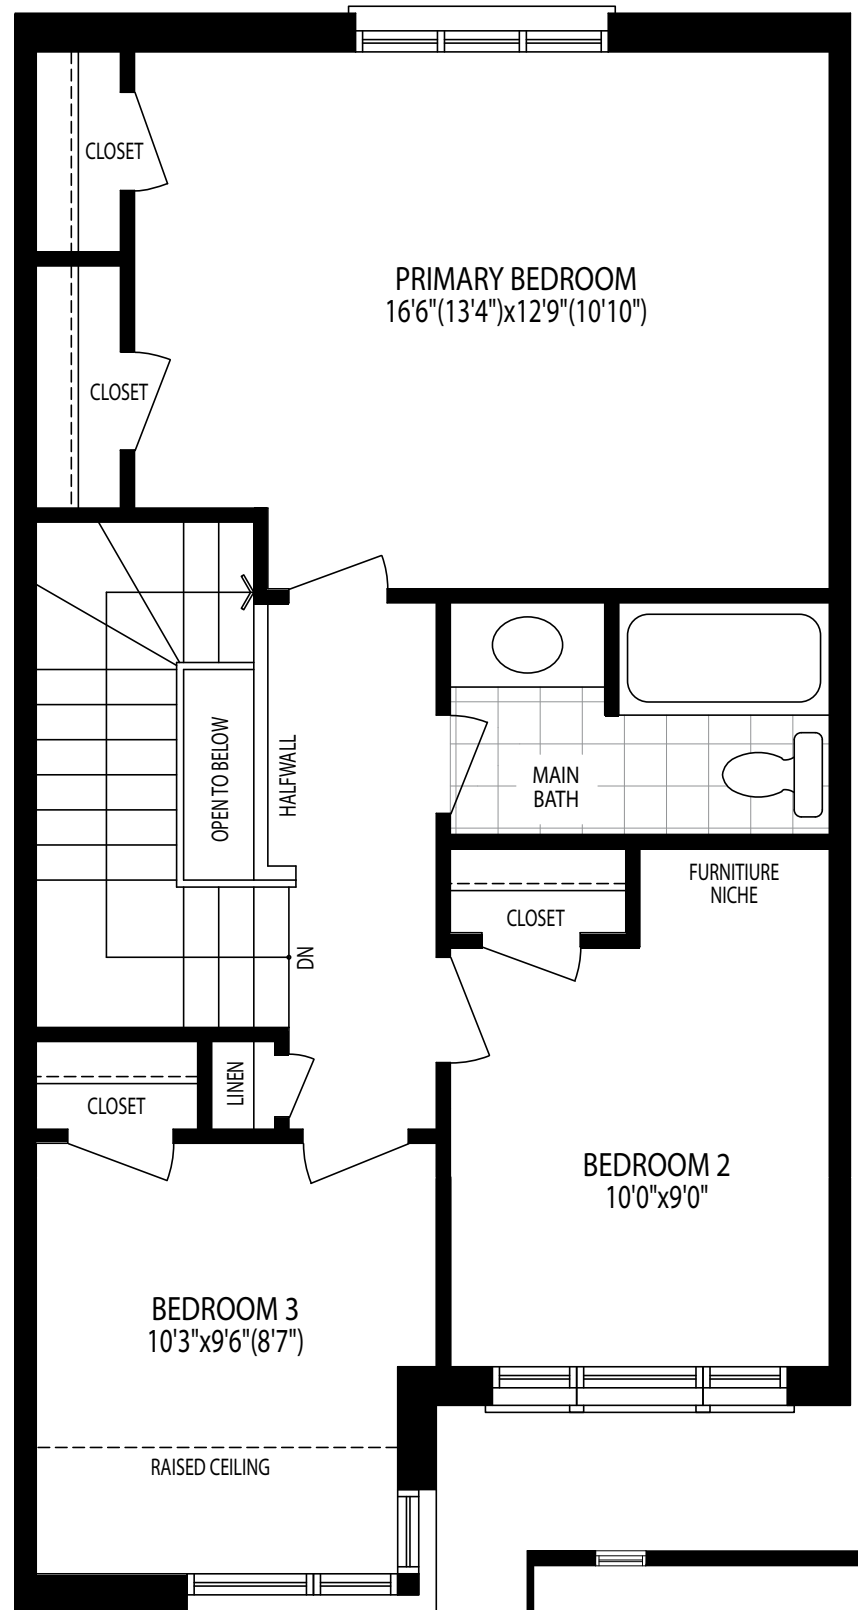 CLOSET
PRIMARY BEDROOM
16'6"(13'4")x12'9"(10'10")
CLOSET
OPEN TO BELOW
HALFWALL
MAIN
BATH
FURNITIURE
NICHE
CLOSET
DN
LINEN
CLOSET
BEDROOM 2
10'0"x9'0"
BEDROOM 3
10'3"x9'6"(8'7")
RAISED CEILING